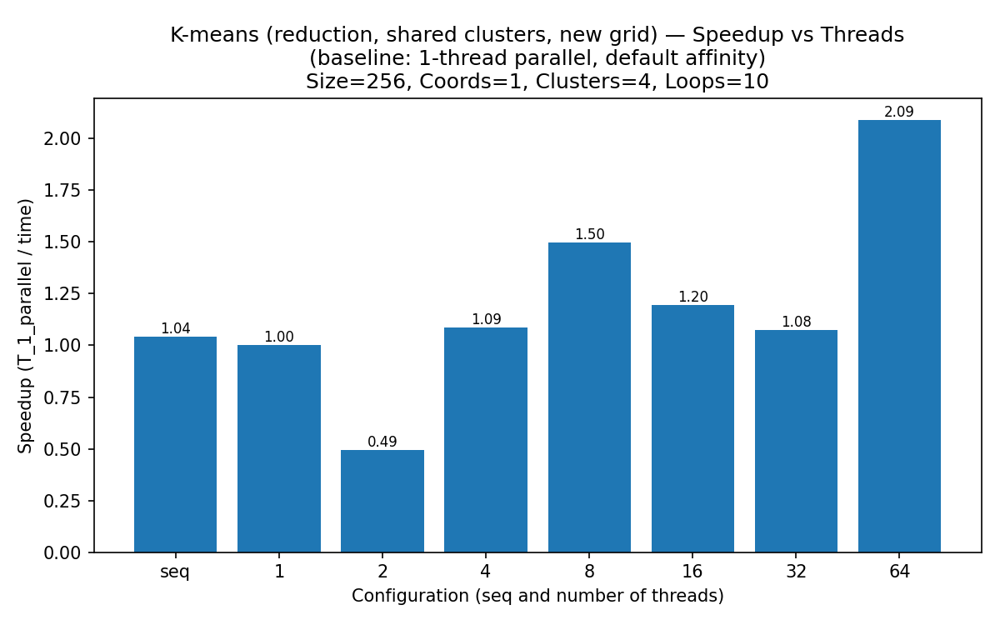 K-means (reduction, shared clusters, new grid) — Speedup vs Threads
(baseline: 1-thread parallel, default affinity)
Size=256, Coords=1, Clusters=4, Loops=10
Speedup (T_1_parallel / time)
2.00
1.75
1.50
1.25
1.00
0.75
0.50
0.25
0.00
1.04
1.00
0.49
1.09
1.50
1.20
1.08
2.09
seq 1 2 4 8 16 32 64
Configuration (seq and number of threads)